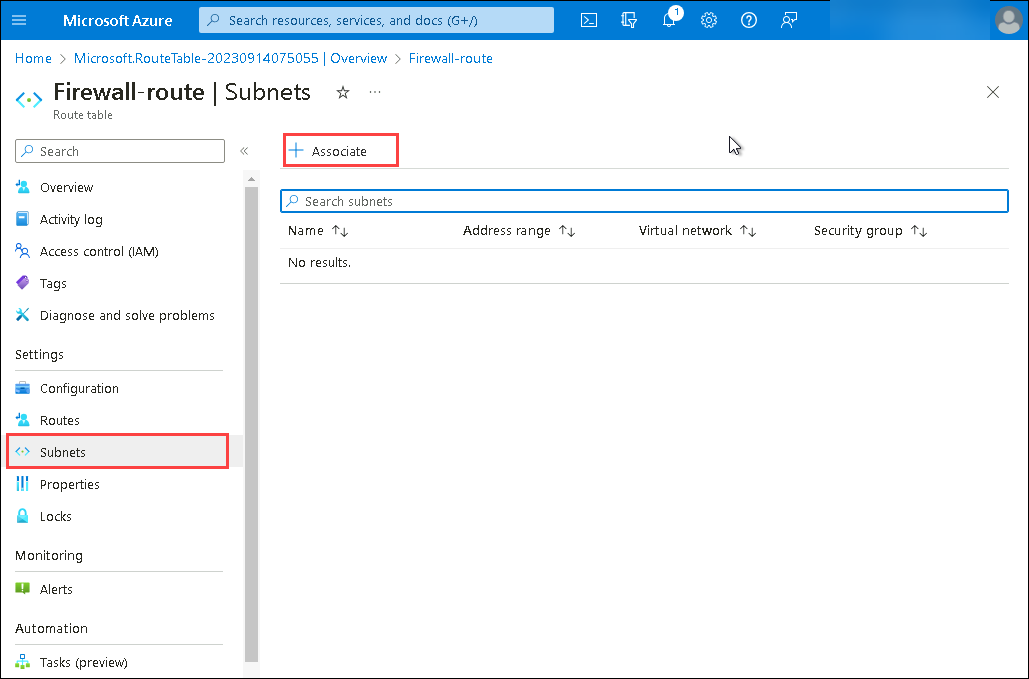 Microsoft Azure
Search resources, services, and docs (G+/)
1
Home > Microsoft.RouteTable-20230914075055 | Overview > Firewall-route
Firewall-route | Subnets
Route table
Search
Associate
Overview
Search subnets
Activity log
Name
Address range
Virtual network
Security group
Access control (IAM)
No results.
Tags
Diagnose and solve problems
Settings
Configuration
Routes
Subnets
Properties
Locks
Monitoring
Alerts
Automation
Tasks (preview)